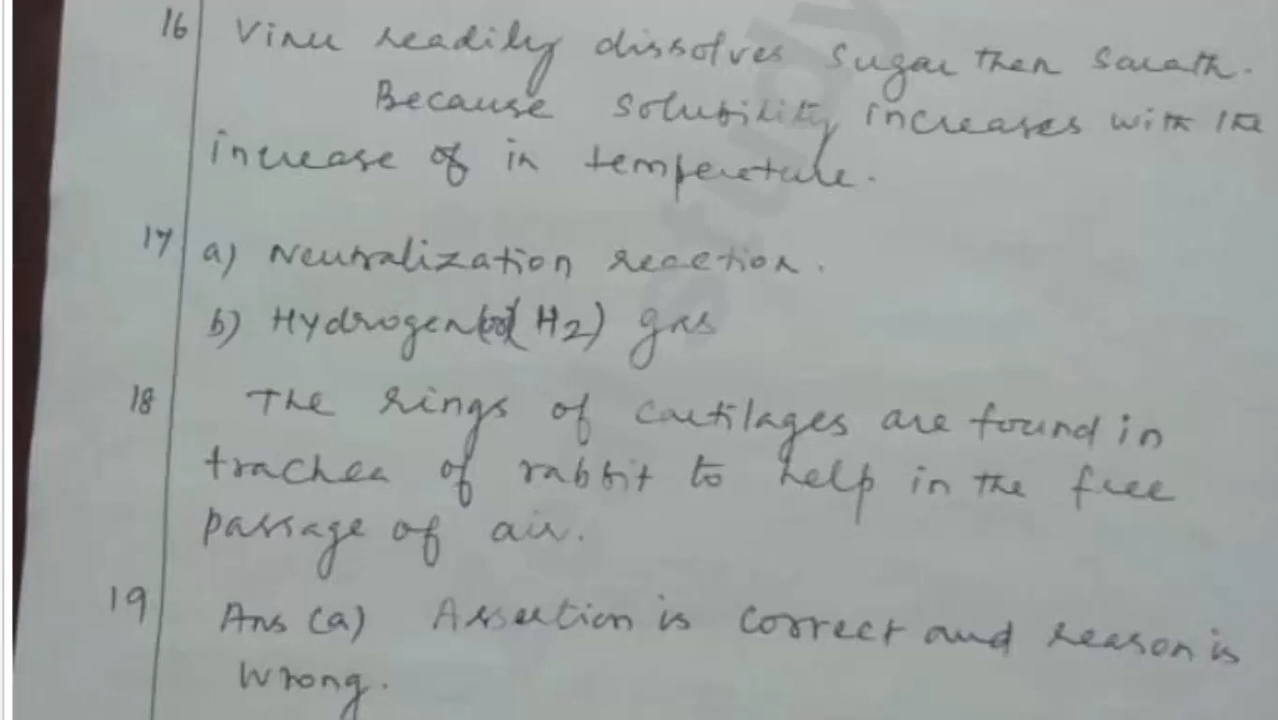 16 Vinu readily dissolves sugar then Sarath.
Because solubility increases with the
increase of in temperature.
17 a) Neutralization reaction.
b) Hydrogen (H2) gas
18 The rings of cartilages are found in
trachea of rabbit to help in the free
passage of air.
19 Ans (a) Assertion is correct and reason is
wrong.